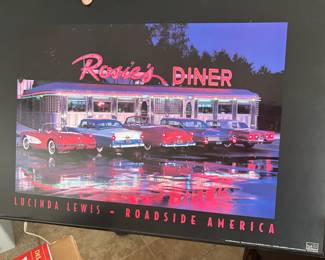 Rosie's DINER
LUCINDA LEWIS - ROADSIDE AMERICA